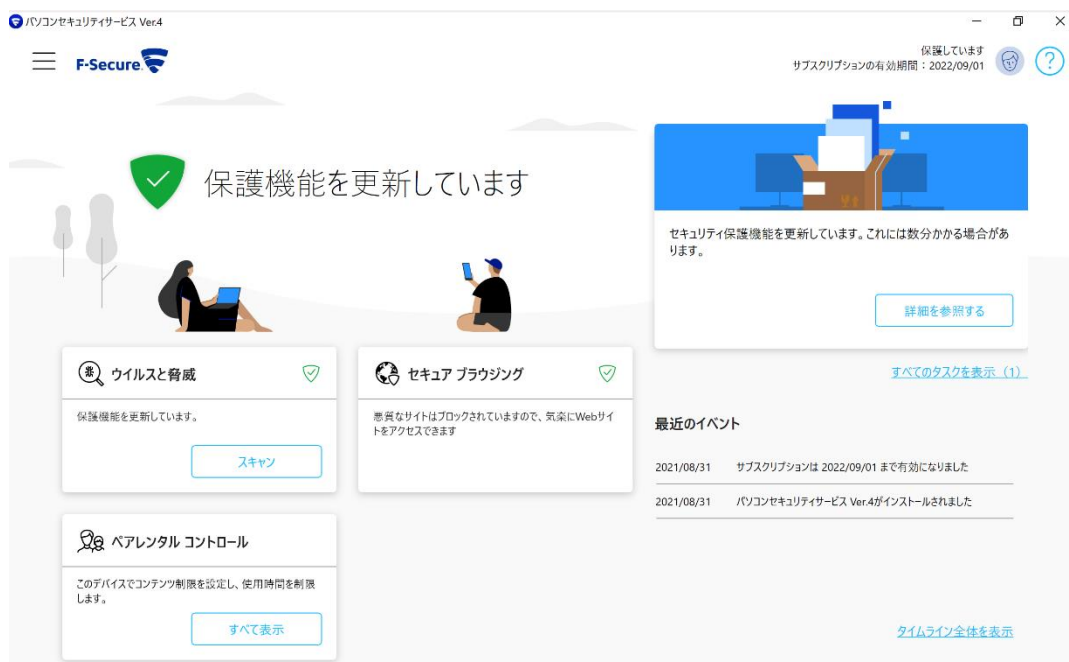 パソコンセキュリティサービス Ver.4
F-Secure
保護しています
サブスクリプションの有効期間：2022/09/01
?
保護機能を更新しています
セキュリティ保護機能を更新しています。これには数分かかる場合があ
ります。
詳細を参照する
すべてのタスクを表示（1）
ウイルスと脅威
保護機能を更新しています。
スキャン
セキュア ブラウジング
悪質なサイトはブロックされていますので、気楽にWebサイ
トをアクセスできます
最近のイベント
2021/08/31 サブスクリプションは 2022/09/01 まで有効になりました
2021/08/31 パソコンセキュリティサービス Ver.4がインストールされました
ペアレンタル コントロール
このデバイスでコンテンツ制限を設定し、使用時間を制限
します。
すべて表示
タイムライン全体を表示